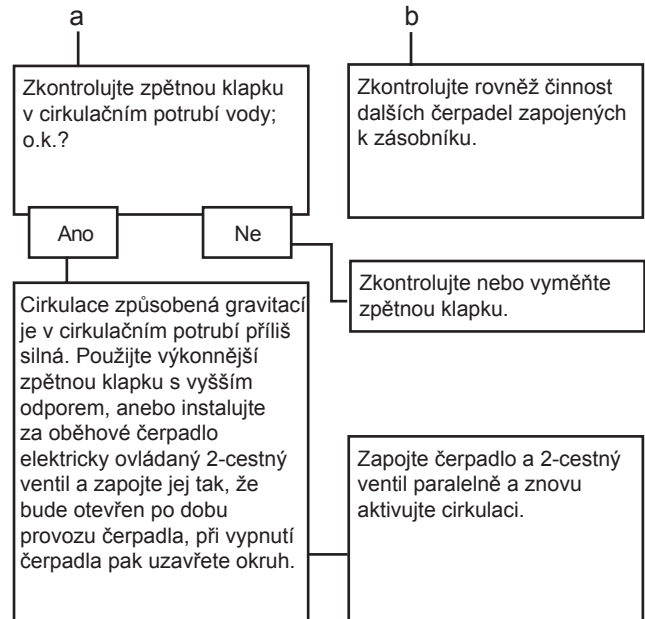 a
Zkontrolujte zpětnou klapku
v cirkulačním potrubí vody;
o.k.?
Ano
Ne
Cirkulace způsobená gravitací
je v cirkulačním potrubí příliš
silná. Použijte výkonnější
zpětnou klapku s vyšším
odporem, anebo instalujte
za oběhové čerpadlo
elektricky ovládaný 2-cestný
ventil a zapojte jej tak, že
bude otevřen po dobu
provozu čerpadla, při vypnutí
čerpadla pak uzavřete okruh.
b
Zkontrolujte rovněž činnost
dalších čerpadel zapojených
k zásobníku.
Zkontrolujte nebo vyměňte
zpětnou klapku.
Zapojte čerpadlo a 2-cestný
ventil paralelně a znovu
aktivujte cirkulaci.